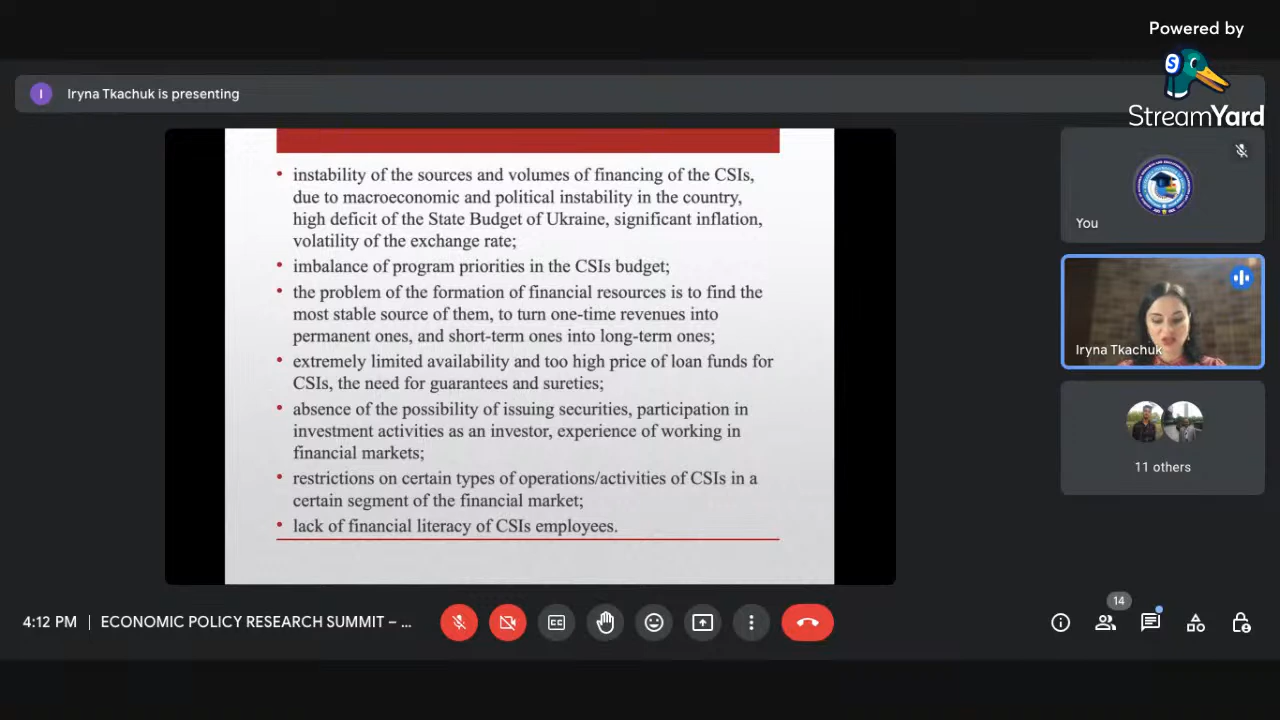 Powered by
StreamYard
I
Iryna Tkachuk is presenting
• instability of the sources and volumes of financing of the CSIs,
due to macroeconomic and political instability in the country,
high deficit of the State Budget of Ukraine, significant inflation,
volatility of the exchange rate;
• imbalance of program priorities in the CSIs budget;
• the problem of the formation of financial resources is to find the
most stable source of them, to turn one-time revenues into
permanent ones, and short-term ones into long-term ones;
• extremely limited availability and too high price of loan funds for
CSIs, the need for guarantees and sureties;
• absence of the possibility of issuing securities, participation in
investment activities as an investor, experience of working in
financial markets;
• restrictions on certain types of operations/activities of CSIs in a
certain segment of the financial market;
• lack of financial literacy of CSIs employees.
You
Iryna Tkachuk
11 others
4:12 PM | ECONOMIC POLICY RESEARCH SUMMIT – ...
14